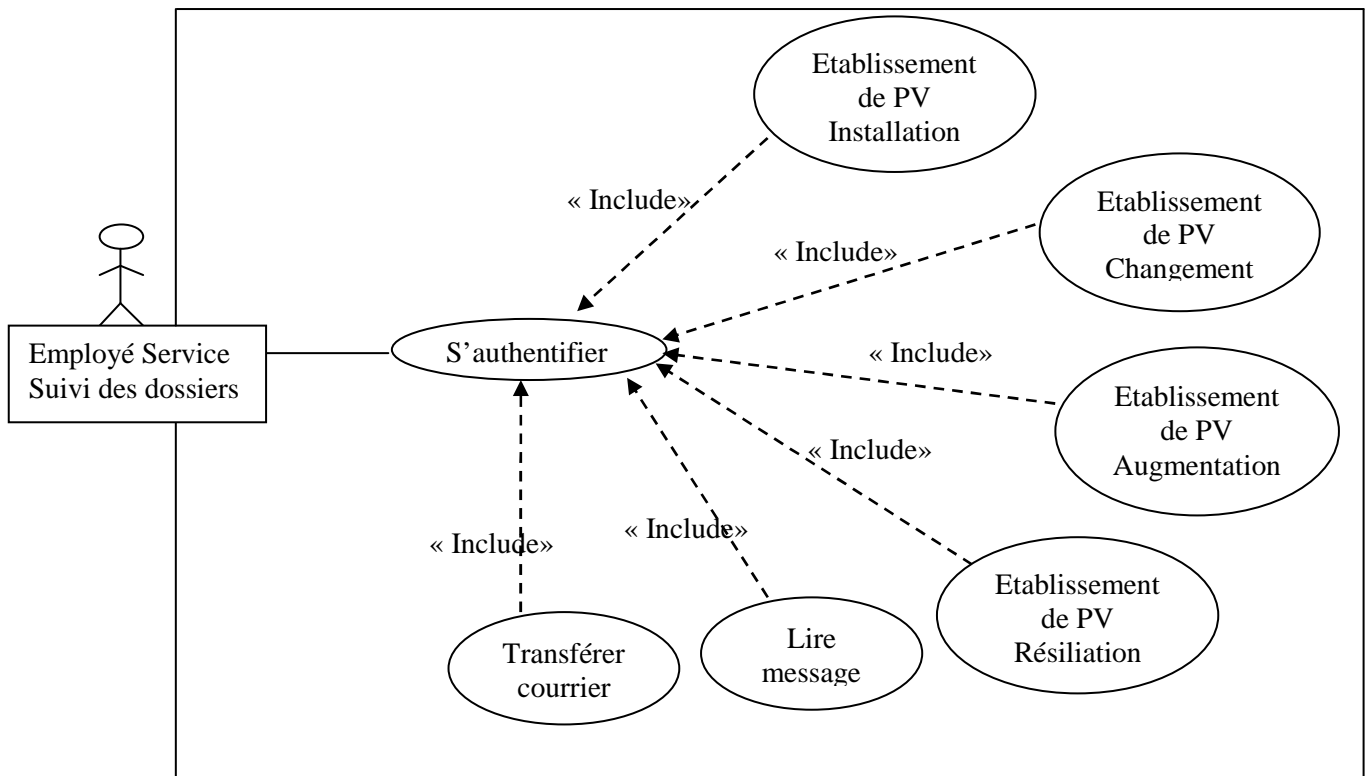 Etablissement
de PV
Installation
« Include»
Etablissement
de PV
Changement
« Include»
Employé Service
Suivi des dossiers
S’authentifier
« Include»
Etablissement
de PV
Augmentation
« Include»
« Include»
« Include»
Etablissement
de PV
Résiliation
Transférer
courrier
Lire
message